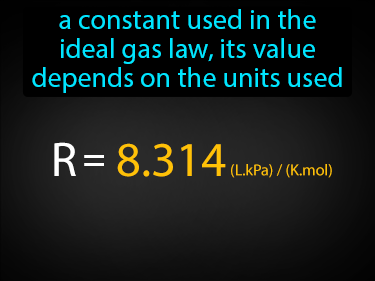 a constant used in the
ideal gas law, its value
depends on the units used
R = 8.314 (L.kPa) / (K.mol)